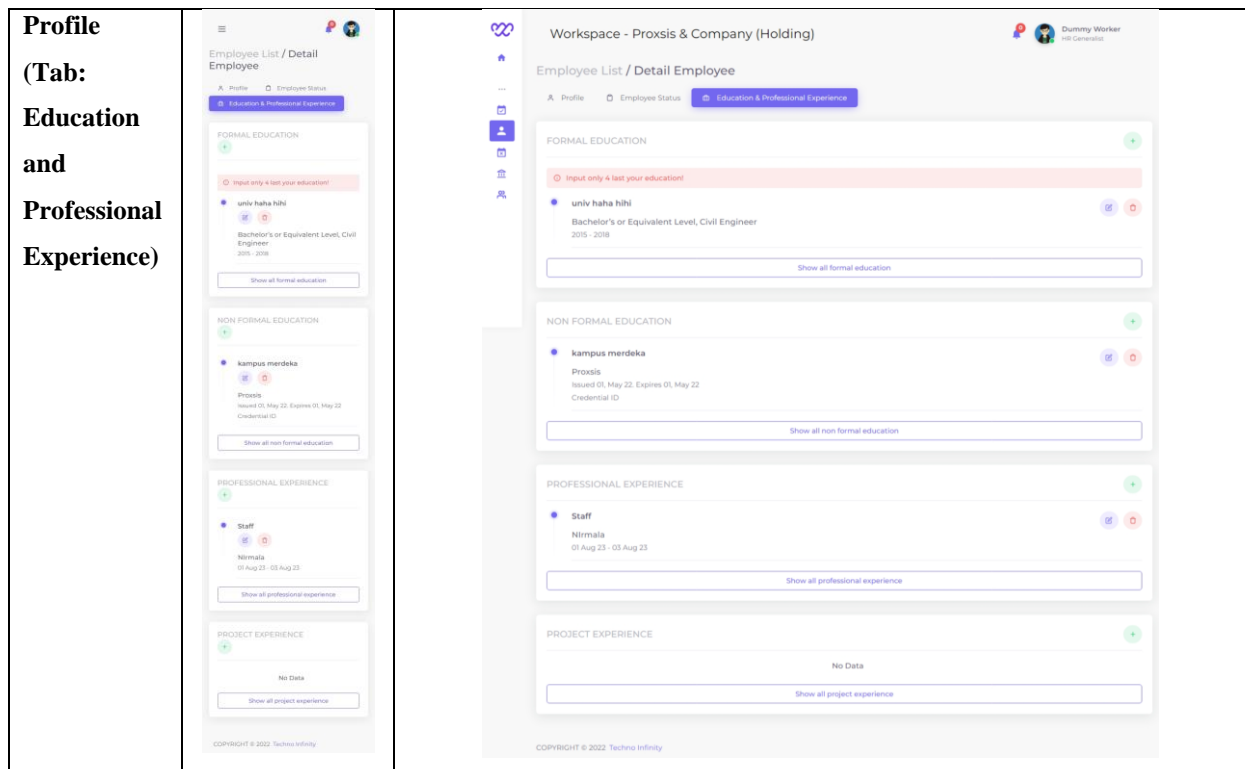 Profile
(Tab:
Education
and
Professional
Experience)
Employee List / Detail
Employee
Profile Employee Status
Education & Professional Experience
FORMAL EDUCATION
Input only 4 last your education!
univ haha hihi
Bachelor's or Equivalent Level, Civil
Engineer
2015 - 2018
Show all formal education
NON FORMAL EDUCATION
kampus merdeka
Proxsis
Issued 01, May 22. Expires 01, May 22
Credential ID
Show all non formal education
PROFESSIONAL EXPERIENCE
Staff
Nirmala
01 Aug 23 - 03 Aug 23
Show all professional experience
PROJECT EXPERIENCE
No Data
Show all project experience
COPYRIGHT © 2022 Techno Infinity
Workspace - Proxsis & Company (Holding)
Dummy Worker
HR Generalist
Employee List / Detail Employee
Profile Employee Status Education & Professional Experience
FORMAL EDUCATION
Input only 4 last your education!
univ haha hihi
Bachelor's or Equivalent Level, Civil Engineer
2015 - 2018
Show all formal education
NON FORMAL EDUCATION
kampus merdeka
Proxsis
Issued 01, May 22. Expires 01, May 22
Credential ID
Show all non formal education
PROFESSIONAL EXPERIENCE
Staff
NIrmala
01 Aug 23 - 03 Aug 23
Show all professional experience
PROJECT EXPERIENCE
No Data
Show all project experience
COPYRIGHT © 2022 Techno Infinity